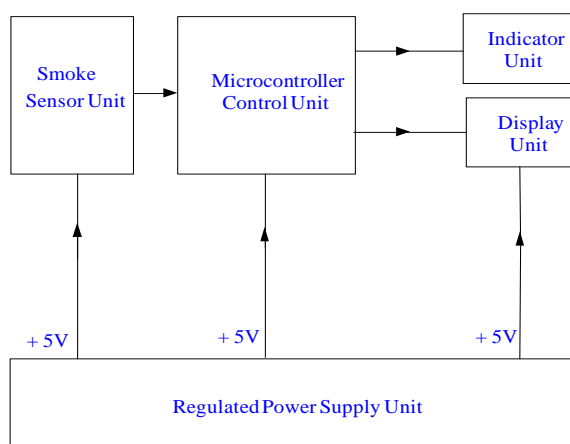 Smoke
Sensor Unit
Microcontroller
Control Unit
Indicator
Unit
Display
Unit
+ 5V
+ 5V
+ 5V
Regulated Power Supply Unit